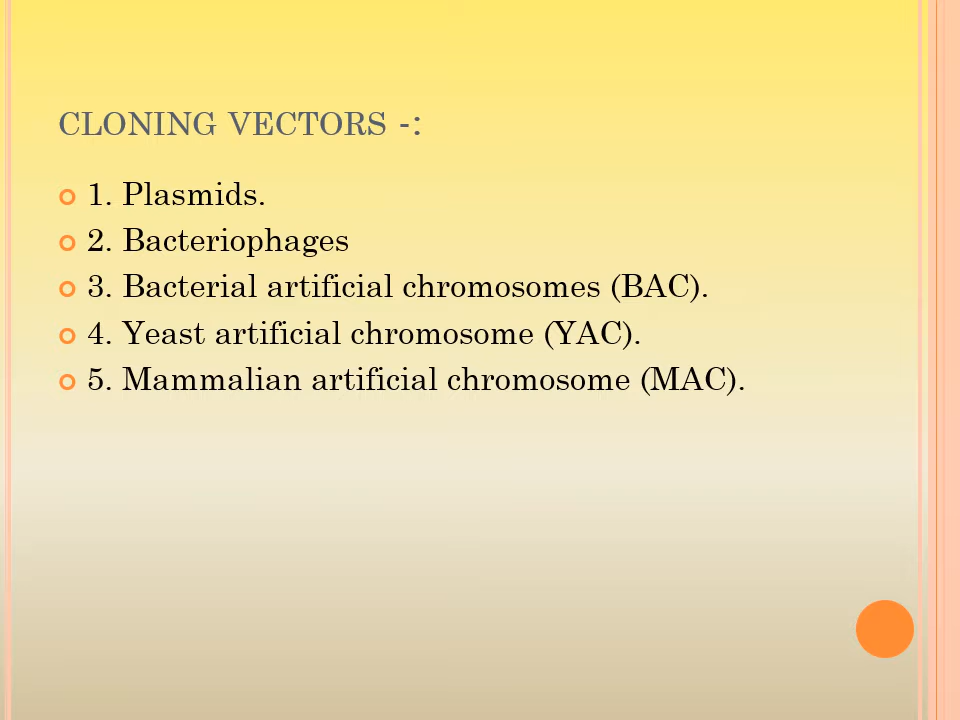 CLONING VECTORS -:
1. Plasmids.
2. Bacteriophages
3. Bacterial artificial chromosomes (BAC).
4. Yeast artificial chromosome (YAC).
5. Mammalian artificial chromosome (MAC).